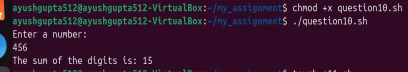 ayushgupta512@ayushgupta512-VirtualBox:~/my_assignment$ chmod +x question10.sh
ayushgupta512@ayushgupta512-VirtualBox:~/my_assignment$ ./question10.sh
Enter a number:
456
The sum of the digits is: 15